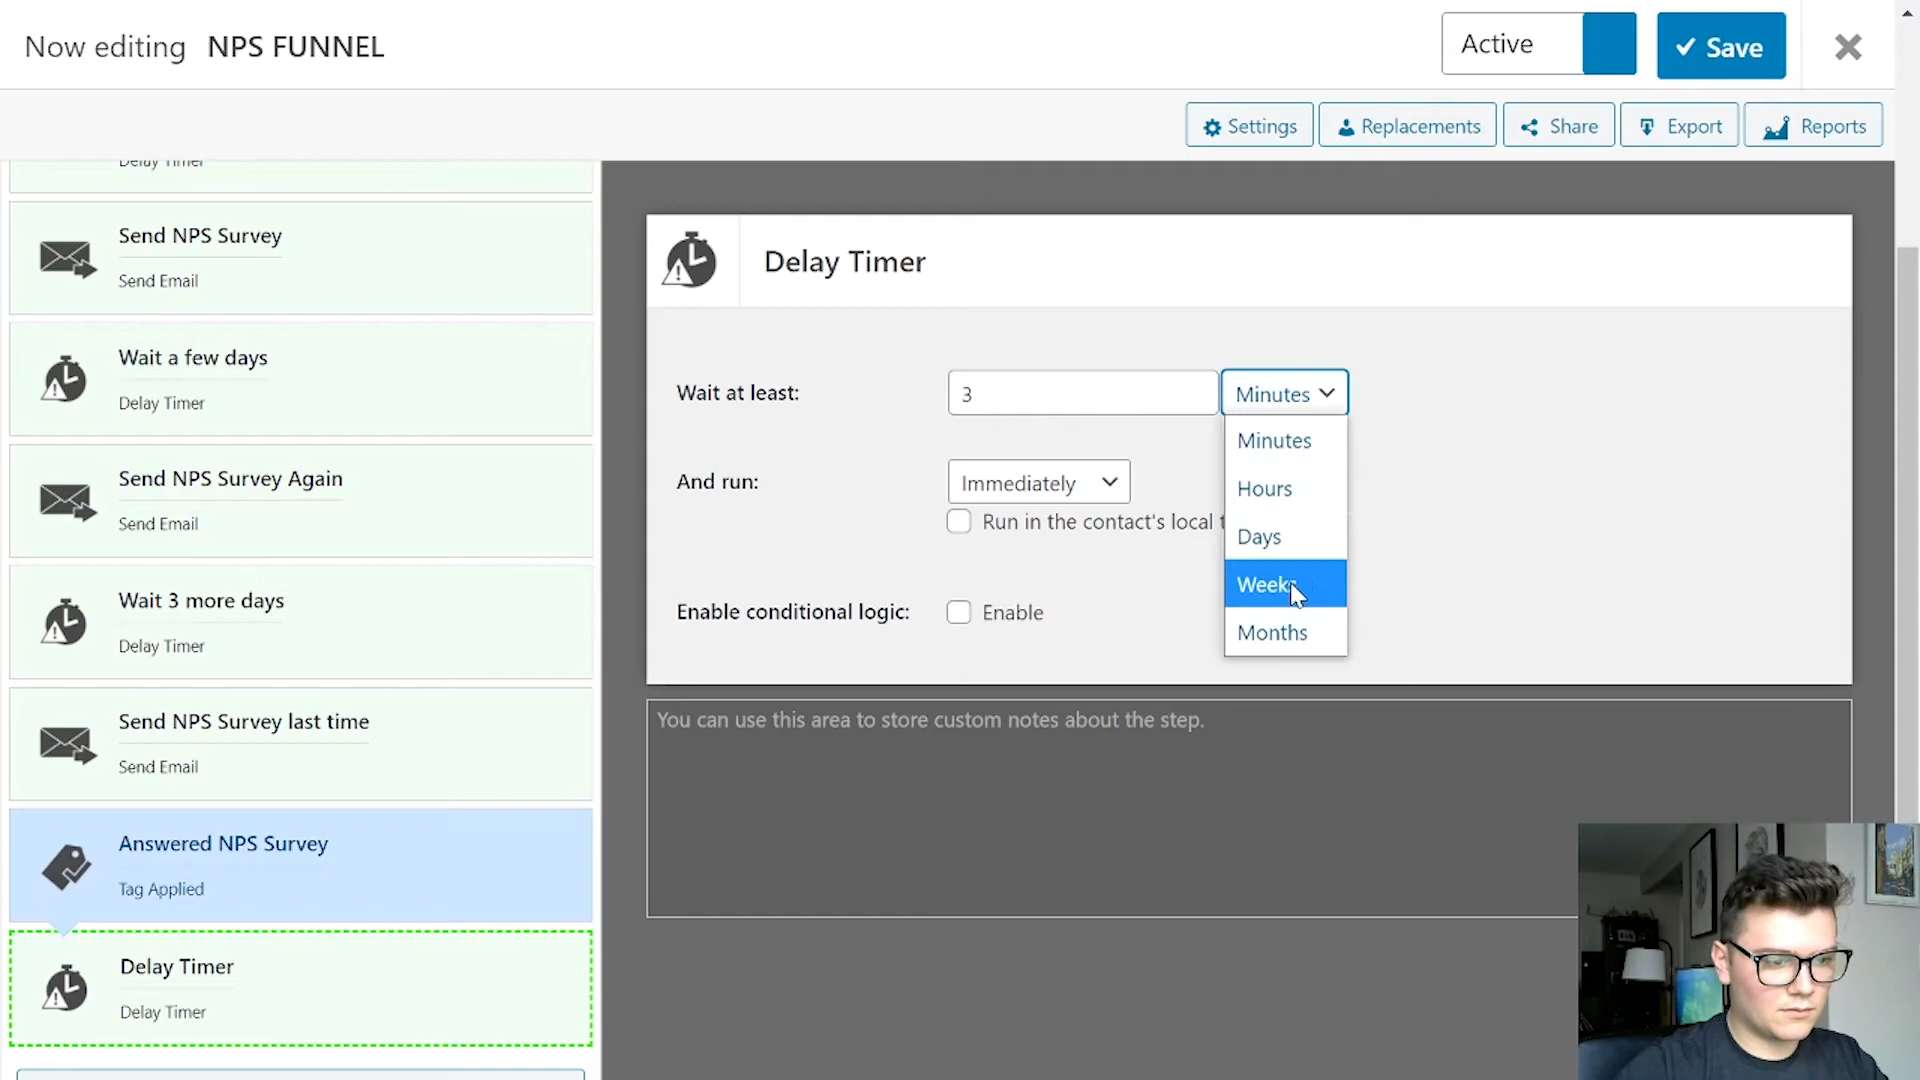 Now editing NPS FUNNEL
Active
Save
Settings
Replacements
Share
Export
Reports
Delay Timer
Send NPS Survey
Send Email
Wait a few days
Delay Timer
Send NPS Survey Again
Send Email
Wait 3 more days
Delay Timer
Send NPS Survey last time
Send Email
Answered NPS Survey
Tag Applied
Delay Timer
Delay Timer
Delay Timer
Wait at least:
3
Minutes
Minutes
Hours
Days
Weeks
Months
And run:
Immediately
Run in the contact's local
Enable conditional logic:
Enable
You can use this area to store custom notes about the step.